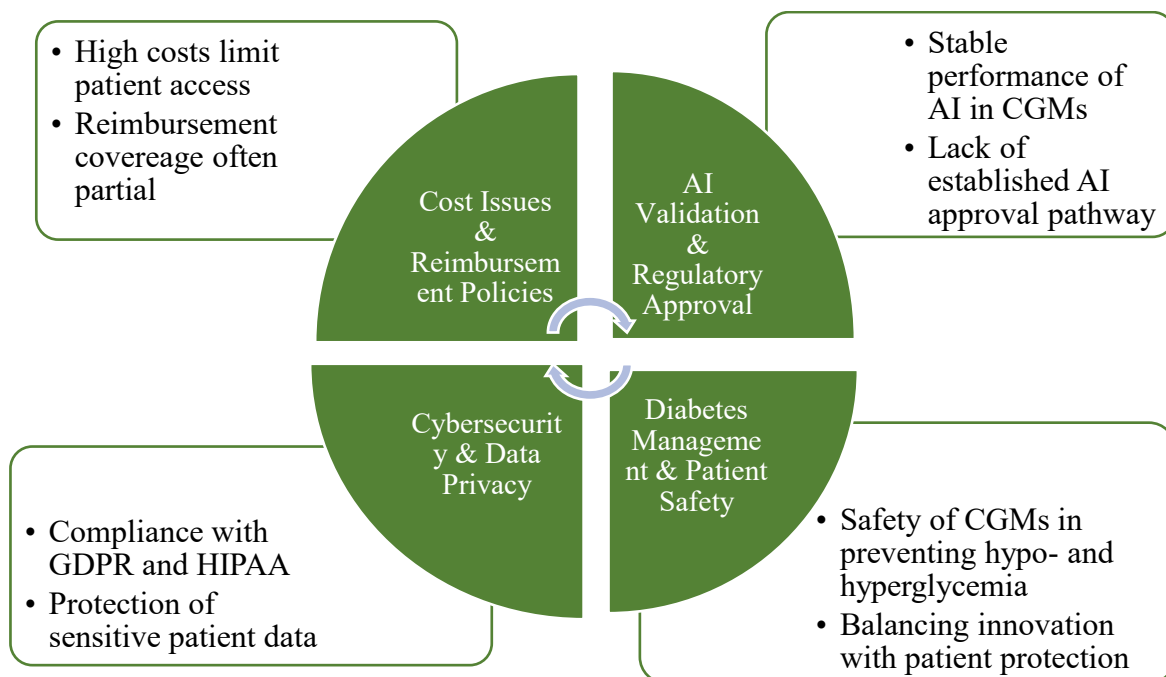 • High costs limit
patient access
• Reimbursement
covereage often
partial
• Stable
performance of
AI in CGMs
• Lack of
established AI
approval pathway
Cost Issues
&
Reimbursem
ent Policies
AI
Validation
&
Regulatory
Approval
Cybersecurit
y & Data
Privacy
Diabetes
Manageme
nt & Patient
Safety
• Compliance with
GDPR and HIPAA
• Protection of
sensitive patient data
• Safety of CGMs in
preventing hypo- and
hyperglycemia
• Balancing innovation
with patient protection